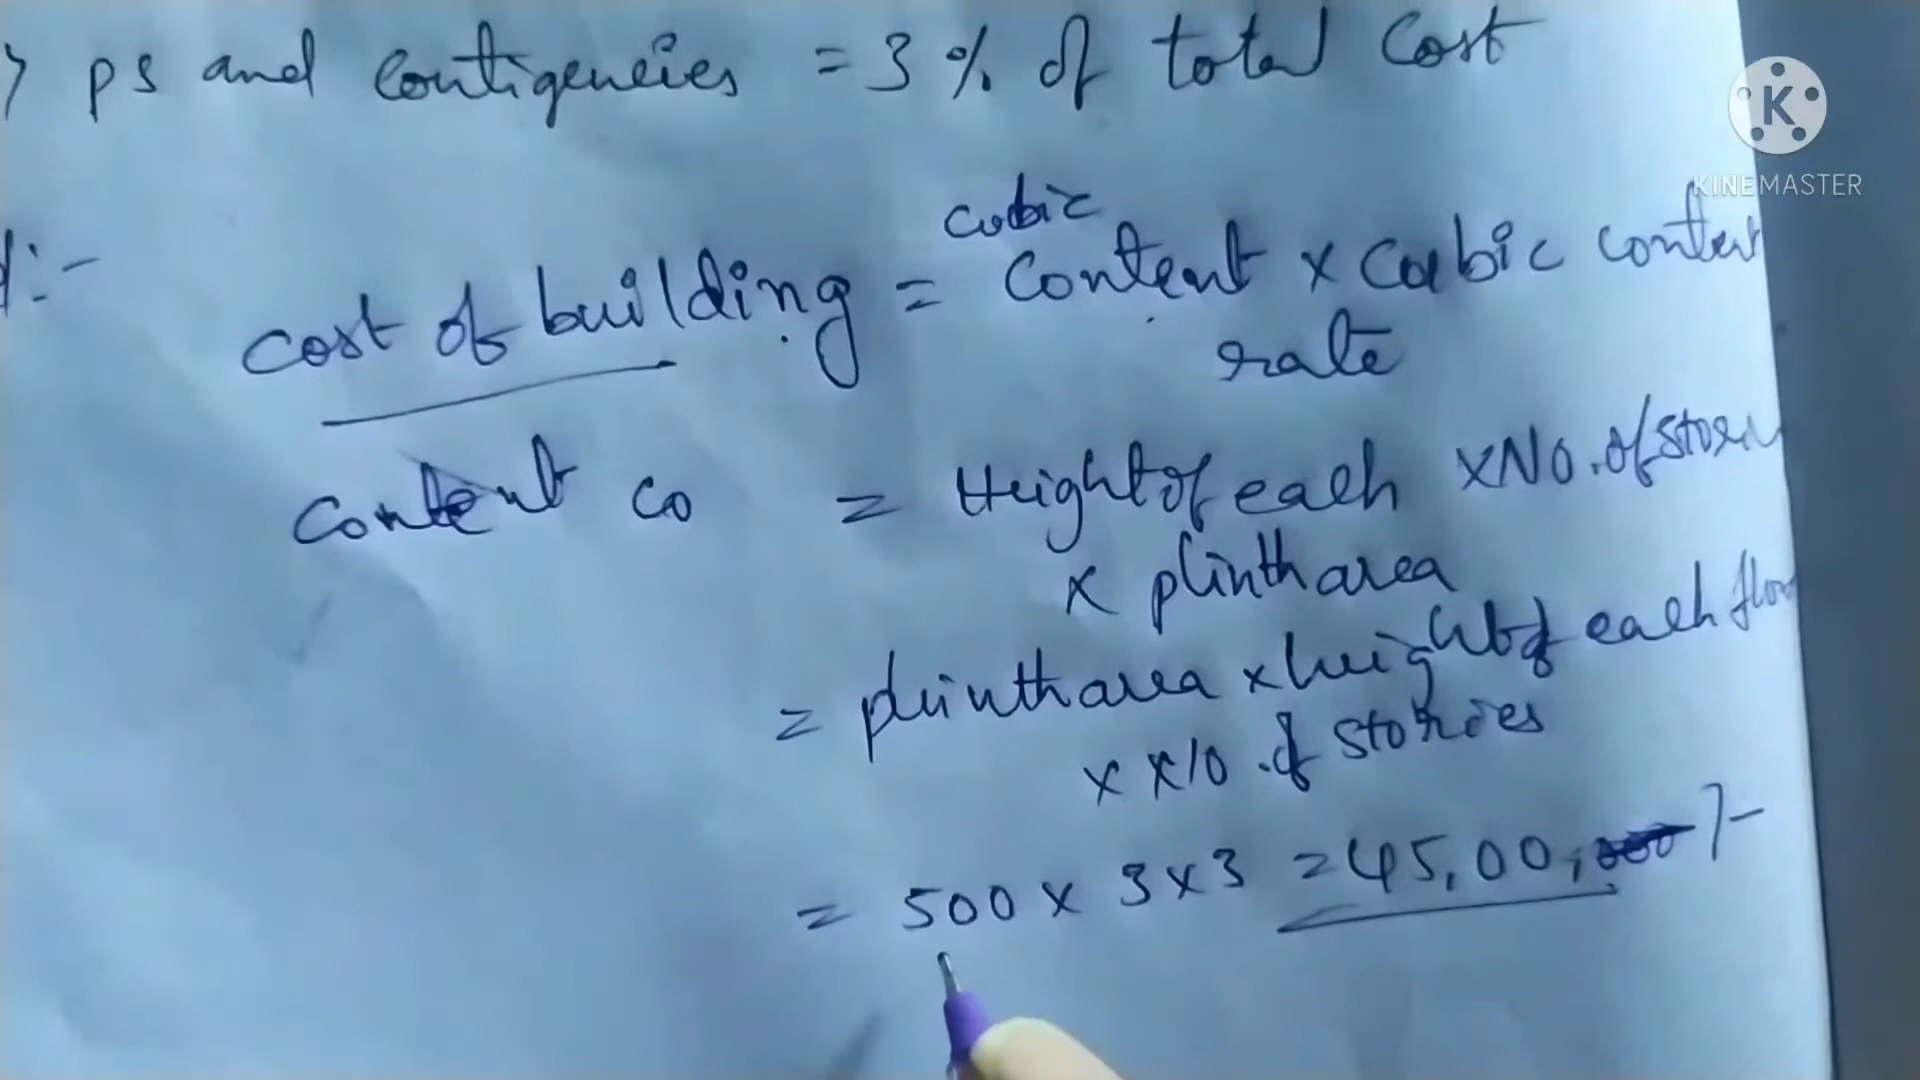 ps and contigencies = 3% of total cost
KINEMASTER
cubic
cost of building = Content x Cubic content
rate
content co = Height of each x No. of
x plinth area
= plinth area x height of each
x No. of stories
= 500 x 3 x 3 = 45,00, /-